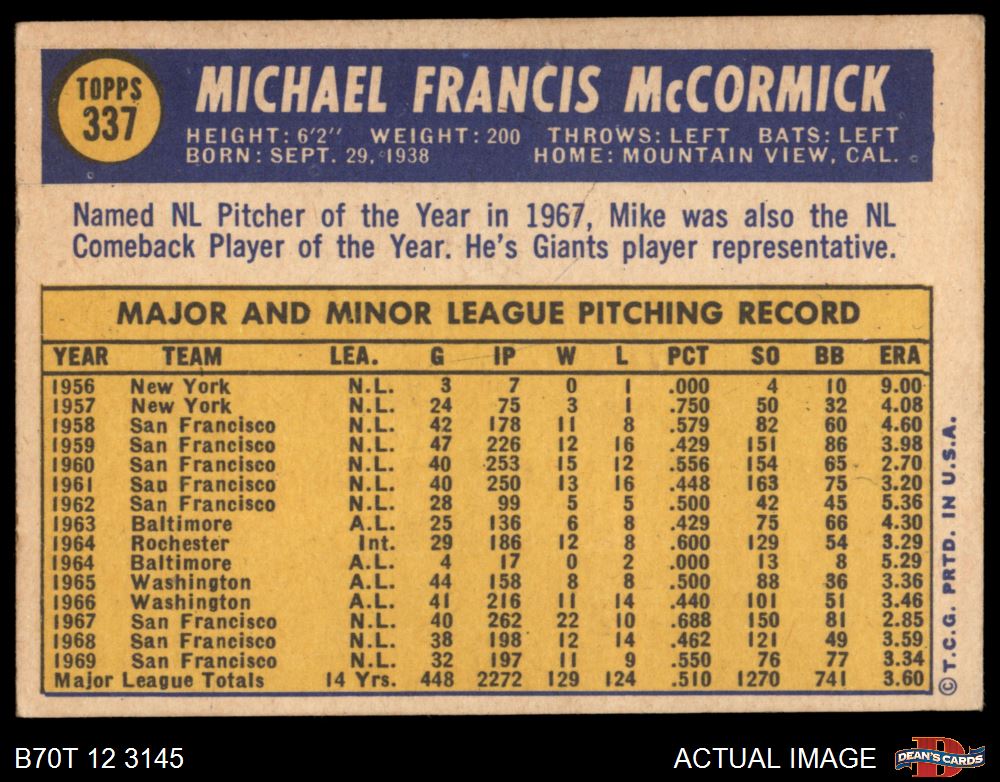 TOPPS
337
MICHAEL FRANCIS McCORMICK
HEIGHT: 6'2" WEIGHT: 200 THROWS: LEFT BATS: LEFT
BORN: SEPT. 29, 1938 HOME: MOUNTAIN VIEW, CAL.
Named NL Pitcher of the Year in 1967, Mike was also the NL
Comeback Player of the Year. He's Giants player representative.
MAJOR AND MINOR LEAGUE PITCHING RECORD
YEAR TEAM LEA. G IP W L PCT SO BB ERA
1956 New York N.L. 3 7 0 1 .000 4 10 9.00
1957 New York N.L. 24 75 3 1 .750 50 32 4.08
1958 San Francisco N.L. 42 178 11 8 .579 82 60 4.60
1959 San Francisco N.L. 47 226 12 16 .429 151 86 3.98
1960 San Francisco N.L. 40 253 15 12 .556 154 65 2.70
1961 San Francisco N.L. 40 250 13 16 .448 163 75 3.20
1962 San Francisco N.L. 28 99 5 5 .500 42 45 5.36
1963 Baltimore A.L. 25 136 6 8 .429 75 66 4.30
1964 Rochester Int. 29 186 12 8 .600 129 54 3.29
1964 Baltimore A.L. 4 17 0 2 .000 13 8 5.29
1965 Washington A.L. 44 158 8 8 .500 88 36 3.36
1966 Washington A.L. 41 216 11 14 .440 101 51 3.46
1967 San Francisco N.L. 40 262 22 10 .688 150 81 2.85
1968 San Francisco N.L. 38 198 12 14 .462 121 49 3.59
1969 San Francisco N.L. 32 197 11 9 .550 76 77 3.34
Major League Totals 14 Yrs. 448 2272 129 124 .510 1270 741 3.60
© T.C.G. PRTD. IN U.S.A.
B70T 12 3145
ACTUAL IMAGE
D
DEAN'S CARDS